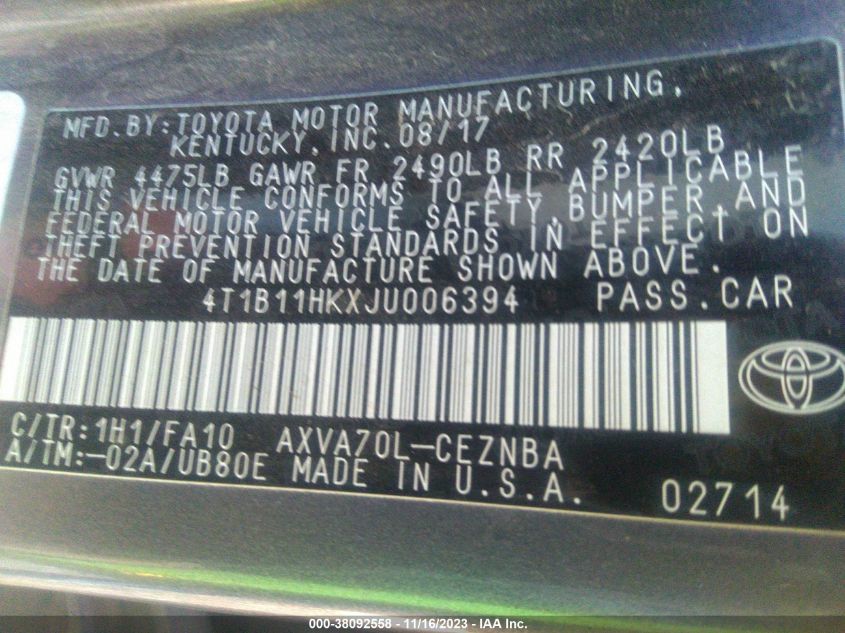 MFD.BY:TOYOTA MOTOR MANUFACTURING,
KENTUCKY,INC.08/17
GVWR 4475LB GAWR FR 2490LB RR 2420LB
THIS VEHICLE CONFORMS TO ALL APPLICABLE
FEDERAL MOTOR VEHICLE SAFETY,BUMPER,AND
THEFT PREVENTION STANDARDS IN EFFECT ON
THE DATE OF MANUFACTURE SHOWN ABOVE.
4T1B11HKXJU006394 PASS.CAR
C/TR:1H1/FA10 AXVA70L-CEZNBA
A/TM:-02A/UB80E MADE IN U.S.A. 02714
000-38092558 - 11/16/2023 - IAA Inc.